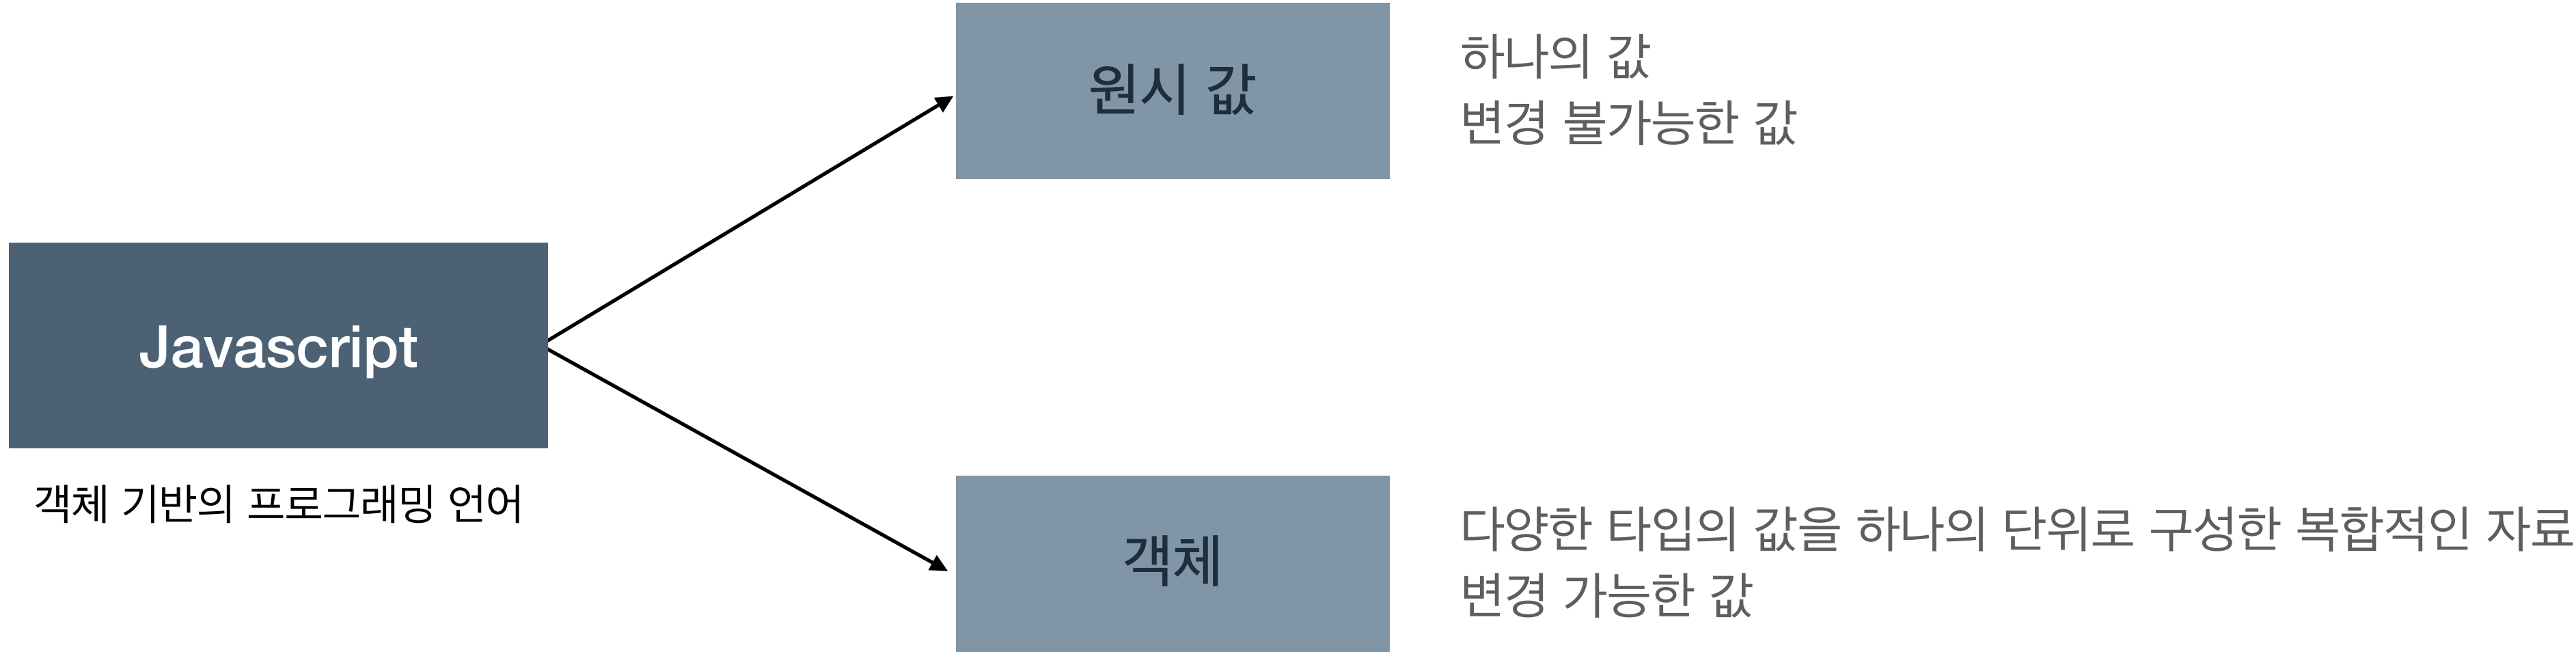 원시 값
하나의 값
변경 불가능한 값
Javascript
객체 기반의 프로그래밍 언어
객체
다양한 타입의 값을 하나의 단위로 구성한 복합적인 자료
변경 가능한 값